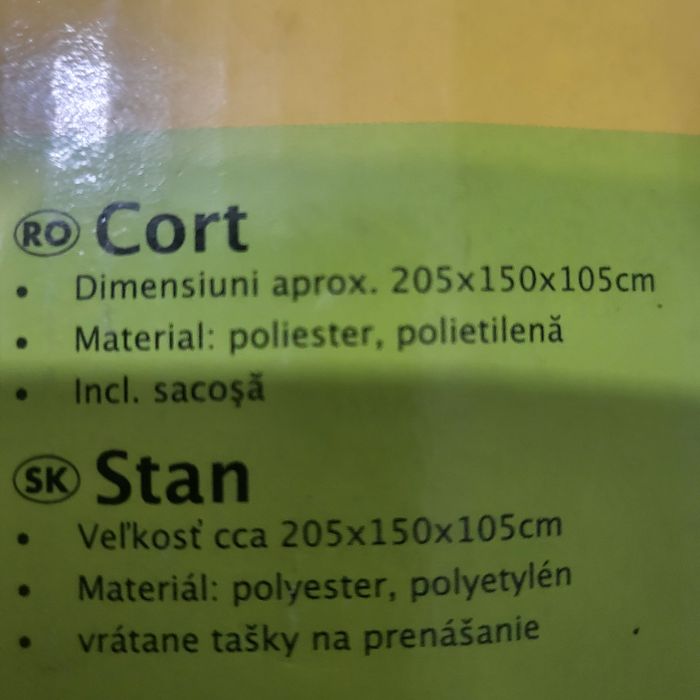 RO Cort
• Dimensiuni aprox. 205x150x105cm
• Material: poliester, polietilenă
• Incl. sacoşă
SK Stan
• Veľkosť cca 205x150x105cm
• Materiál: polyester, polyetylén
• vrátane tašky na prenášanie